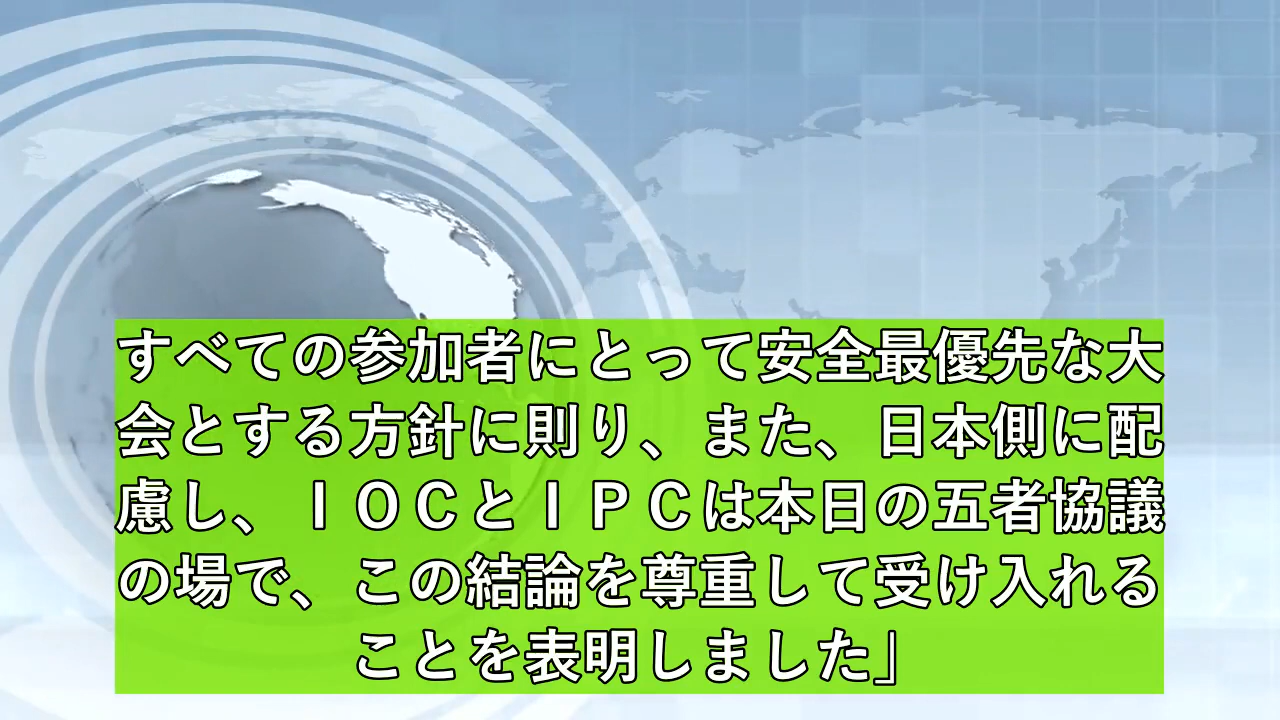 すべての参加者にとって安全最優先な大
会とする方針に則り、また、日本側に配
慮し、ＩＯＣとＩＰＣは本日の五者協議
の場で、この結論を尊重して受け入れる
ことを表明しました」